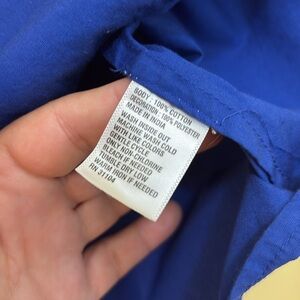 BODY : 100% COTTON
DECORATION : 100% POLYESTER
MADE IN INDIA
WASH INSIDE OUT
MACHINE WASH COLD
WITH LIKE COLORS
GENTLE CYCLE
ONLY NON-CHLORINE
BLEACH IF NEEDED
TUMBLE DRY LOW
WARM IRON IF NEEDED
RN 31104